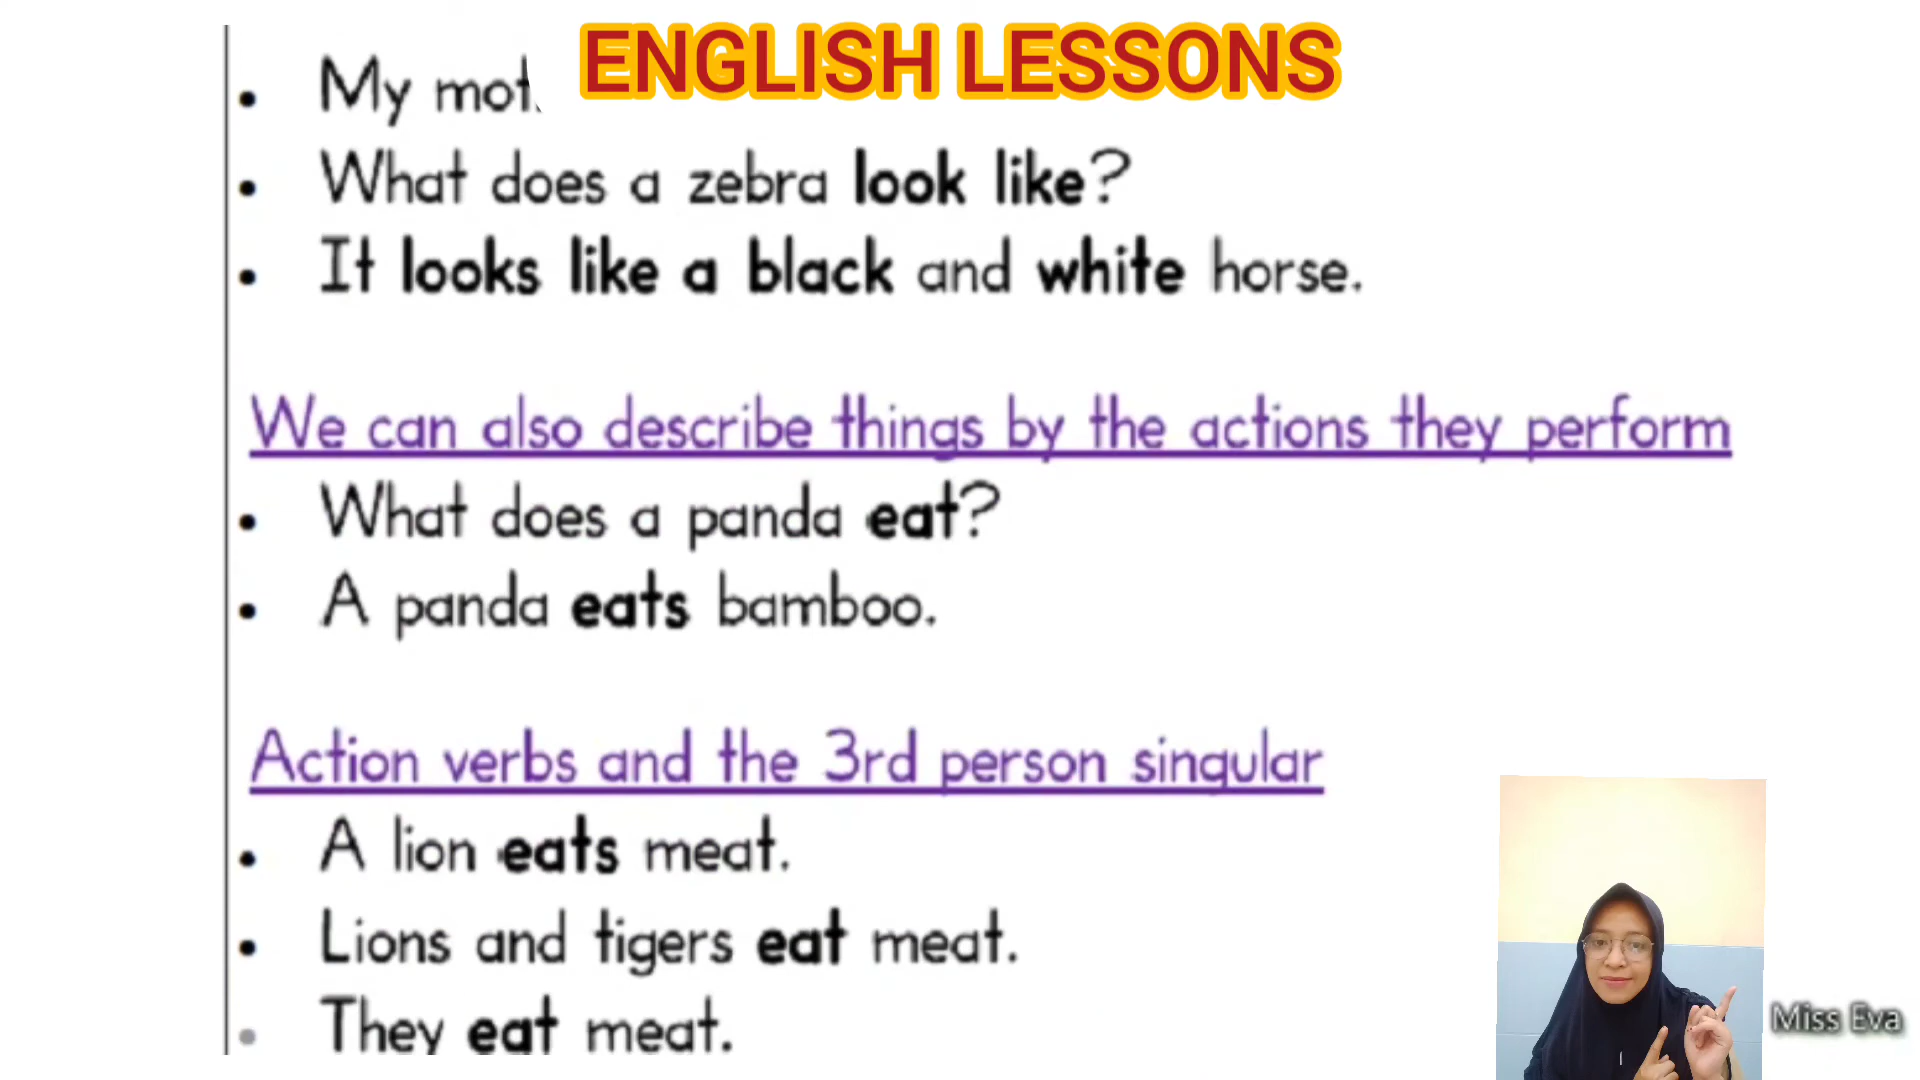 ENGLISH LESSONS
• My
• What does a zebra look like?
• It looks like a black and white horse.
We can also describe things by the actions they perform
• What does a panda eat?
• A panda eats bamboo.
Action verbs and the 3rd person singular
• A lion eats meat.
• Lions and tigers eat meat.
• They eat meat.
Miss Eva